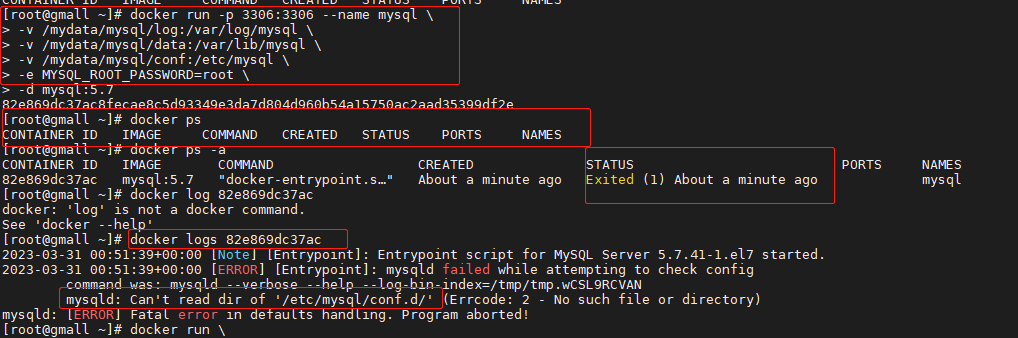 CONTAINER ID   IMAGE     COMMAND   CREATED   STATUS    PORTS     NAMES
[root@gmall ~]# docker run -p 3306:3306 --name mysql \
> -v /mydata/mysql/log:/var/log/mysql \
> -v /mydata/mysql/data:/var/lib/mysql \
> -v /mydata/mysql/conf:/etc/mysql \
> -e MYSQL_ROOT_PASSWORD=root \
> -d mysql:5.7
82e869dc37ac8fecae8c5d93349e3da7d804d960b54a15750ac2aad35399df2e
[root@gmall ~]# docker ps
CONTAINER ID   IMAGE     COMMAND   CREATED   STATUS    PORTS     NAMES
[root@gmall ~]# docker ps -a
CONTAINER ID   IMAGE       COMMAND                  CREATED              STATUS                          PORTS     NAMES
82e869dc37ac   mysql:5.7   "docker-entrypoint.s…"   About a minute ago   Exited (1) About a minute ago             mysql
[root@gmall ~]# docker log 82e869dc37ac
docker: 'log' is not a docker command.
See 'docker --help'
[root@gmall ~]# docker logs 82e869dc37ac
2023-03-31 00:51:39+00:00 [Note] [Entrypoint]: Entrypoint script for MySQL Server 5.7.41-1.el7 started.
2023-03-31 00:51:39+00:00 [ERROR] [Entrypoint]: mysqld failed while attempting to check config
        command was: mysqld --verbose --help --log-bin-index=/tmp/tmp.wCSL9RCVAN
        mysqld: Can't read dir of '/etc/mysql/conf.d/' (Errcode: 2 - No such file or directory)
mysqld: [ERROR] Fatal error in defaults handling. Program aborted!
[root@gmall ~]# docker run \